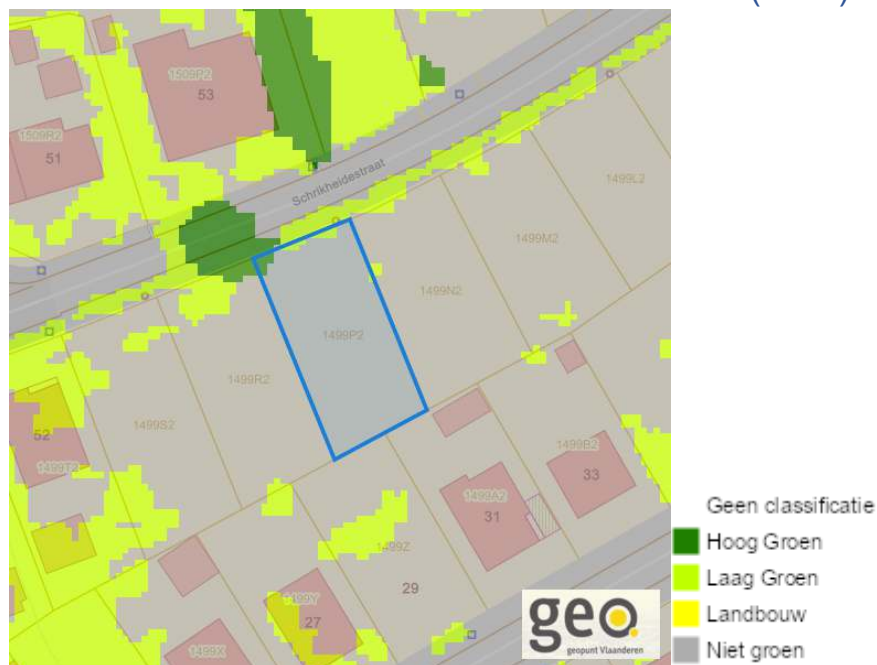 1509P2
53
1509R2
51
Schrikheidestraat
1499L2
1499M2
1499N2
1499P2
1499R2
1499S2
52
1499T2
1499B2
33
1499A2
31
1499Z
29
1499Y
27
1499X
geo
geopunt Vlaanderen
Geen classificatie
Hoog Groen
Laag Groen
Landbouw
Niet groen